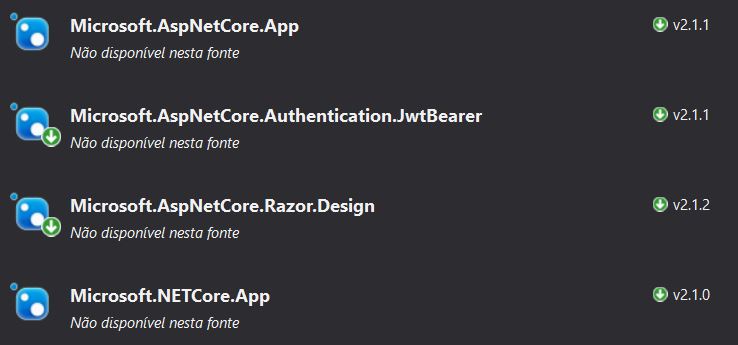 Microsoft.AspNetCore.App
v2.1.1
Não disponível nesta fonte
Microsoft.AspNetCore.Authentication.JwtBearer
v2.1.1
Não disponível nesta fonte
Microsoft.AspNetCore.Razor.Design
v2.1.2
Não disponível nesta fonte
Microsoft.NETCore.App
v2.1.0
Não disponível nesta fonte